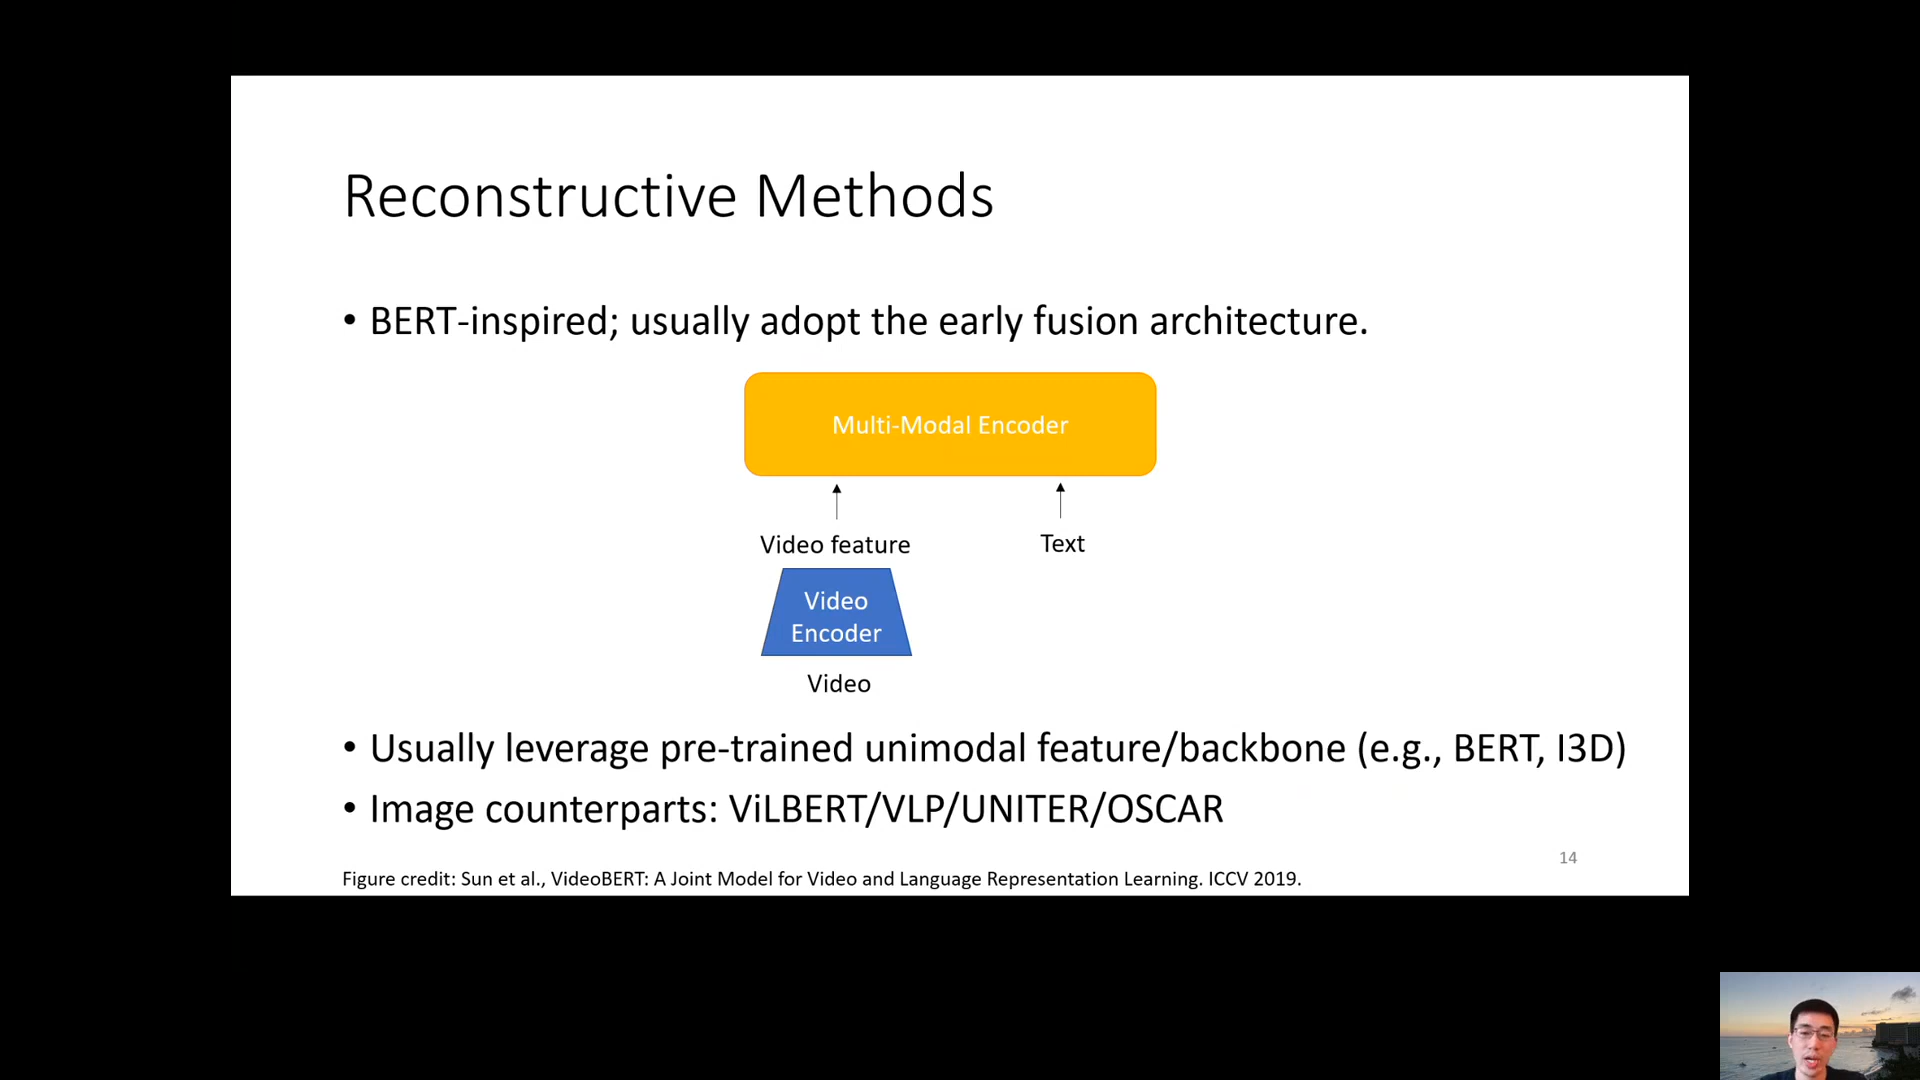 Reconstructive Methods
• BERT-inspired; usually adopt the early fusion architecture.
Multi-Modal Encoder
Video feature
Text
Video
Encoder
Video
• Usually leverage pre-trained unimodal feature/backbone (e.g., BERT, I3D)
• Image counterparts: ViLBERT/VLP/UNITER/OSCAR
14
Figure credit: Sun et al., VideoBERT: A Joint Model for Video and Language Representation Learning. ICCV 2019.